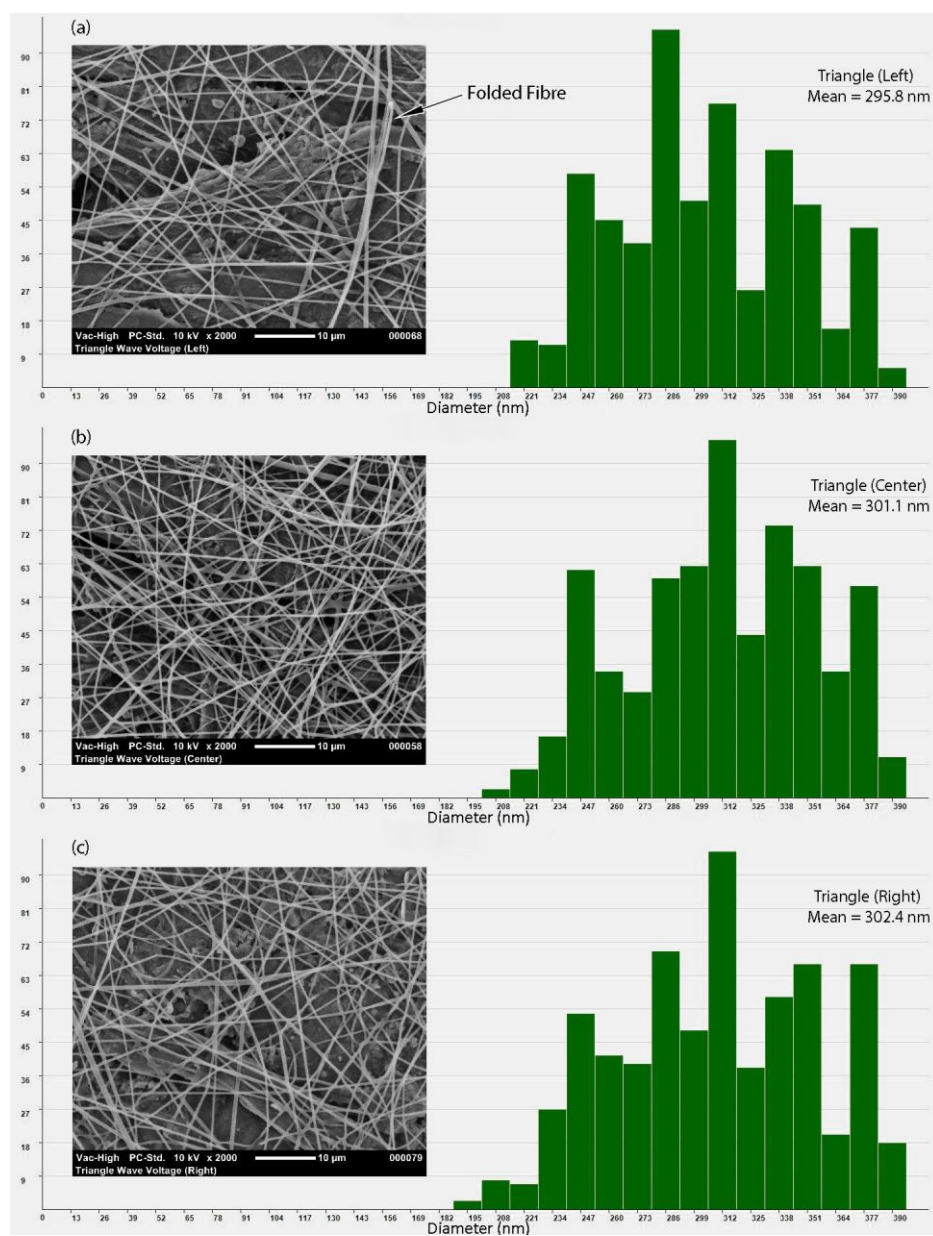 (a)
Folded Fibre
Triangle (Left)
Mean = 295.8 nm
90
81
72
63
54
45
36
27
18
9
Vac-High PC-Std. 10 kV x 2000 10 µm 000068
Triangle Wave Voltage (Left)
0 13 26 39 52 65 78 91 104 117 130 143 156 169 182 195 208 221 234 247 260 273 286 299 312 325 338 351 364 377 390
Diameter (nm)
(b)
Triangle (Center)
Mean = 301.1 nm
90
81
72
63
54
45
36
27
18
9
Vac-High PC-Std. 10 kV x 2000 10 µm 000058
Triangle Wave Voltage (Center)
0 13 26 39 52 65 78 91 104 117 130 143 156 169 182 195 208 221 234 247 260 273 286 299 312 325 338 351 364 377 390
Diameter (nm)
(c)
Triangle (Right)
Mean = 302.4 nm
90
81
72
63
54
45
36
27
18
9
Vac-High PC-Std. 10 kV x 2000 10 µm 000079
Triangle Wave Voltage (Right)
0 13 26 39 52 65 78 91 104 117 130 143 156 169 182 195 208 221 234 247 260 273 286 299 312 325 338 351 364 377 390
Diameter (nm)